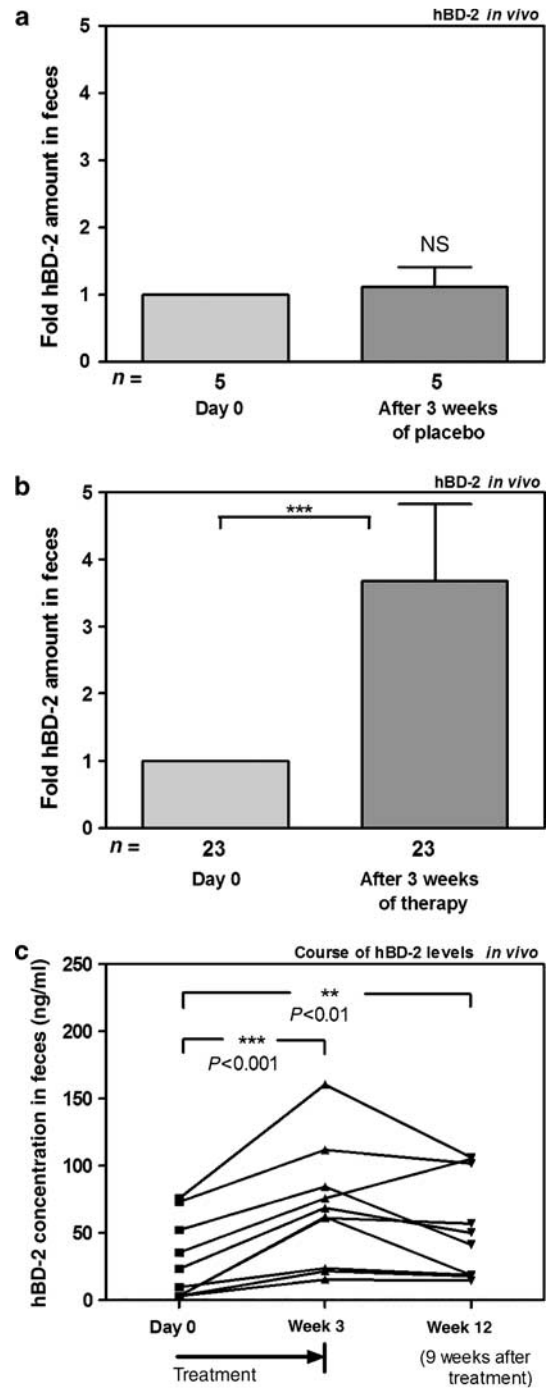 a
hBD-2 in vivo
Fold hBD-2 amount in feces
5
4
3
2
1
0
NS
n = 5 5
Day 0 After 3 weeks
of placebo
b
hBD-2 in vivo
Fold hBD-2 amount in feces
5
4
3
2
1
0
***
n = 23 23
Day 0 After 3 weeks
of therapy
c
Course of hBD-2 levels in vivo
hBD-2 concentration in feces (ng/ml)
250
200
150
100
50
0
**
P<0.01
***
P<0.001
Day 0 Week 3 Week 12
Treatment (9 weeks after
treatment)